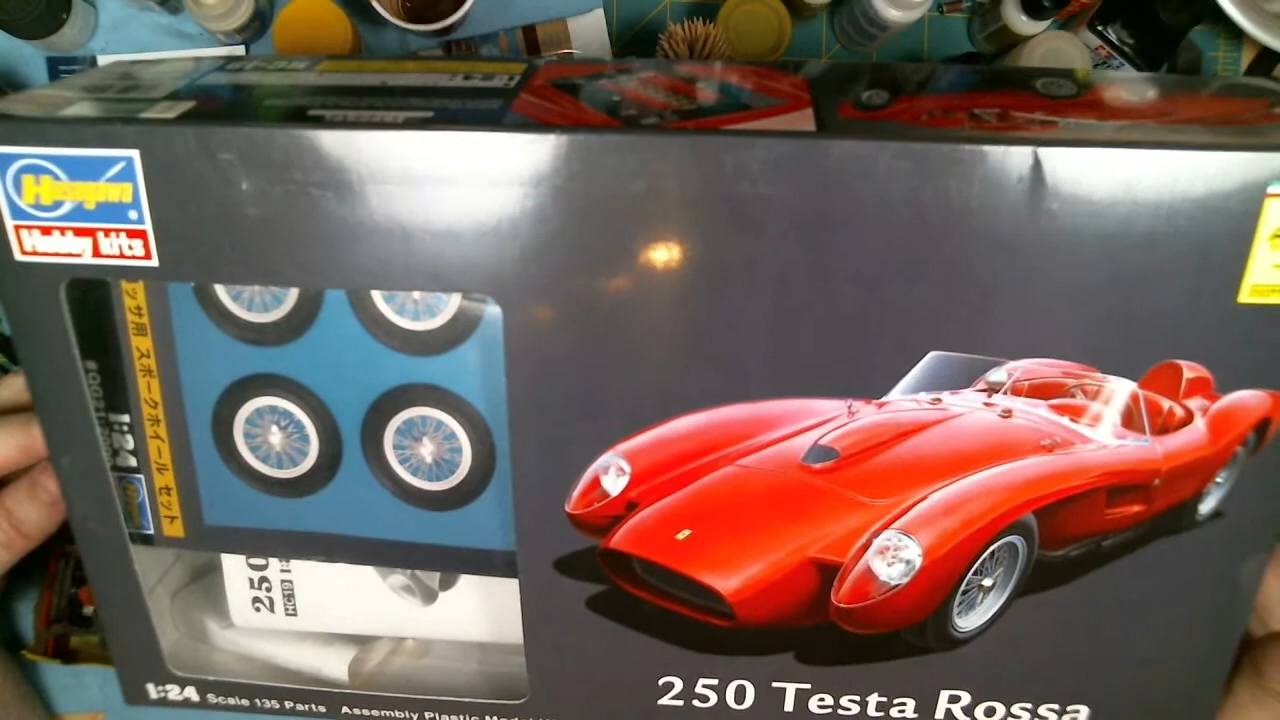 Hasegawa
Hobby kits
ッサ用 スポークホイール セット
1:24
250
HC19
1:24 Scale 135 Parts Assembly Plastic Model
250 Testa Rossa